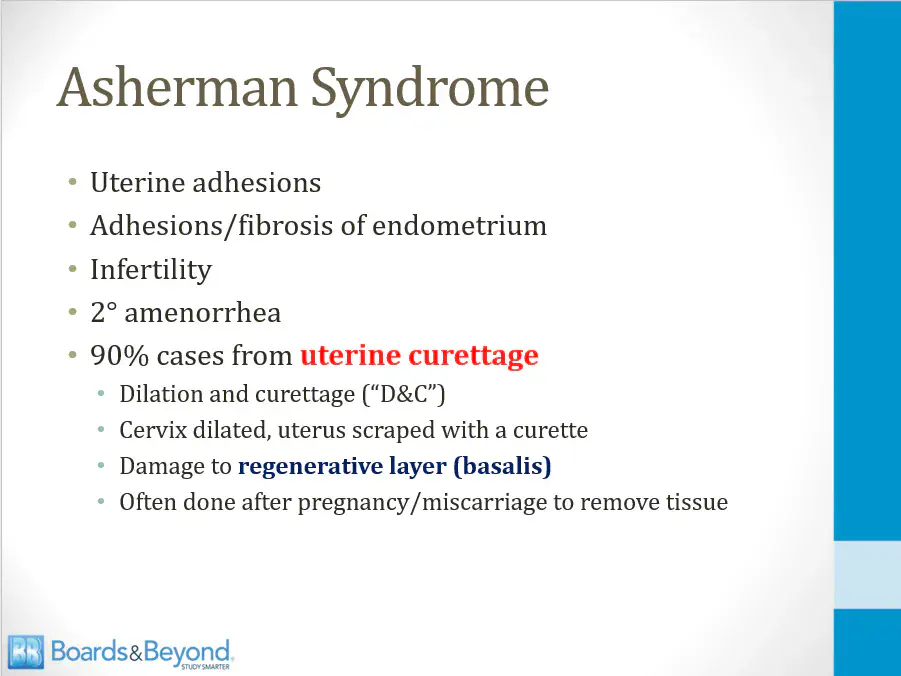 Asherman Syndrome
• Uterine adhesions
• Adhesions/fibrosis of endometrium
• Infertility
• 2° amenorrhea
• 90% cases from uterine curettage
• Dilation and curettage (“D&C”)
• Cervix dilated, uterus scraped with a curette
• Damage to regenerative layer (basalis)
• Often done after pregnancy/miscarriage to remove tissue
BB Boards&Beyond.
STUDY SMARTER